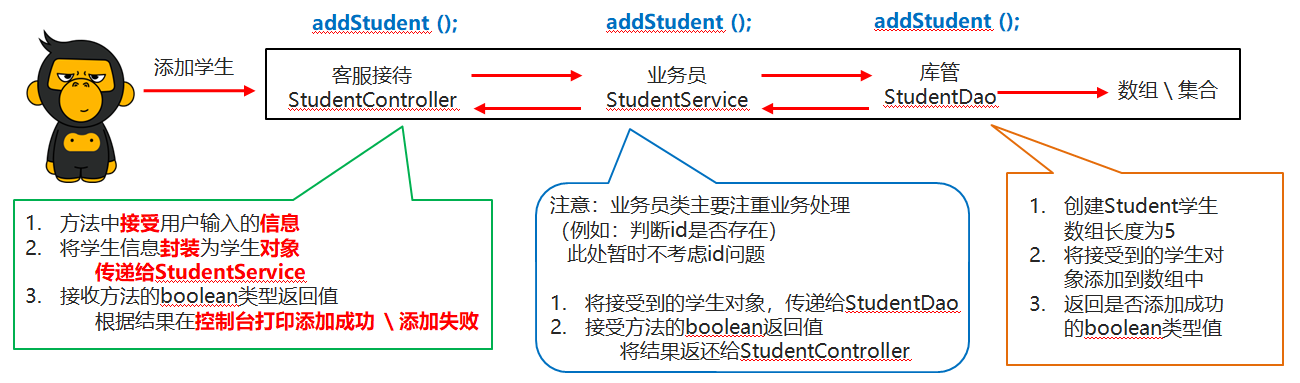 addStudent ();
addStudent ();
addStudent ();
添加学生
客服接待
StudentController
业务员
StudentService
库管
StudentDao
数组 \ 集合
1. 方法中接受用户输入的信息
2. 将学生信息封装为学生对象
传递给StudentService
3. 接收方法的boolean类型返回值
根据结果在控制台打印添加成功 \ 添加失败
注意：业务员类主要注重业务处理
（例如：判断id是否存在）
此处暂时不考虑id问题
1. 将接受到的学生对象，传递给StudentDao
2. 接受方法的boolean返回值
将结果返还给StudentController
1. 创建Student学生
数组长度为5
2. 将接受到的学生对
象添加到数组中
3. 返回是否添加成功
的boolean类型值